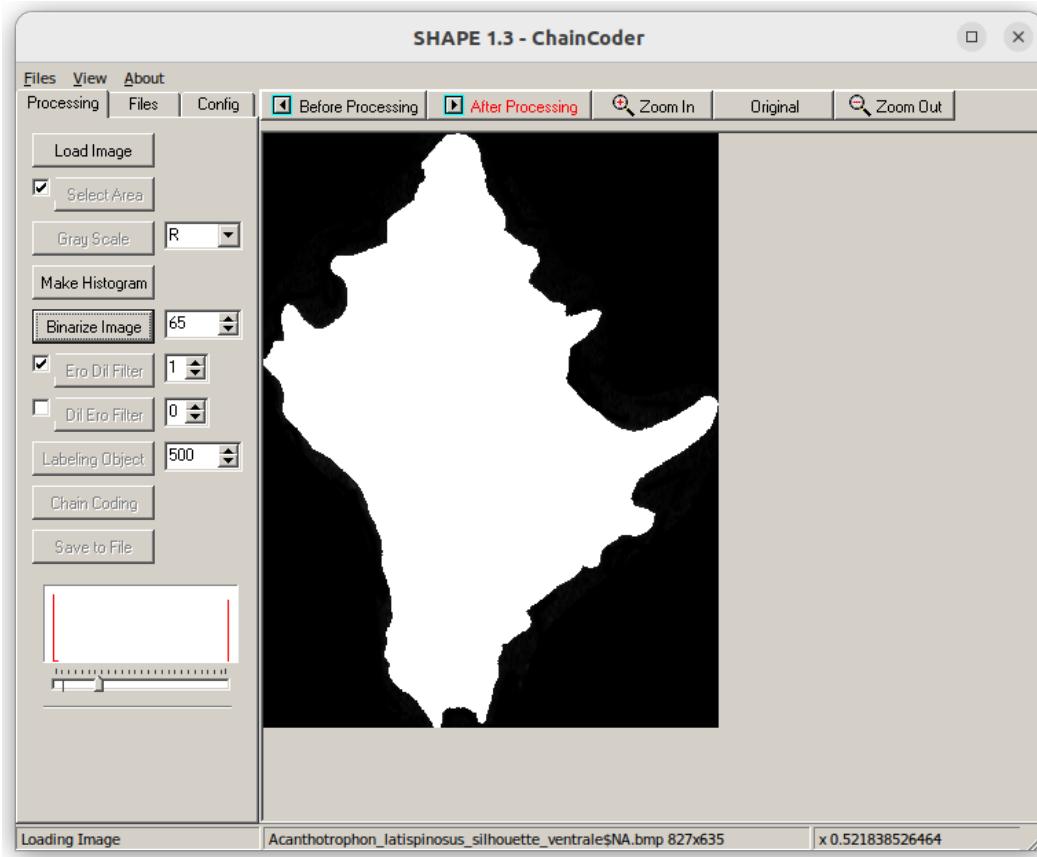 SHAPE 1.3 - ChainCoder
Files View About
Processing Files Config Before Processing After Processing Zoom In Original Zoom Out
Load Image
Select Area
Gray Scale R
Make Histogram
Binarize Image 65
Ero Dil Filter 1
Dil Ero Filter 0
Labeling Object 500
Chain Coding
Save to File
Loading Image Acanthotrophon_latispinosus_silhouette_ventrale$NA.bmp 827x635 x 0.521838526464